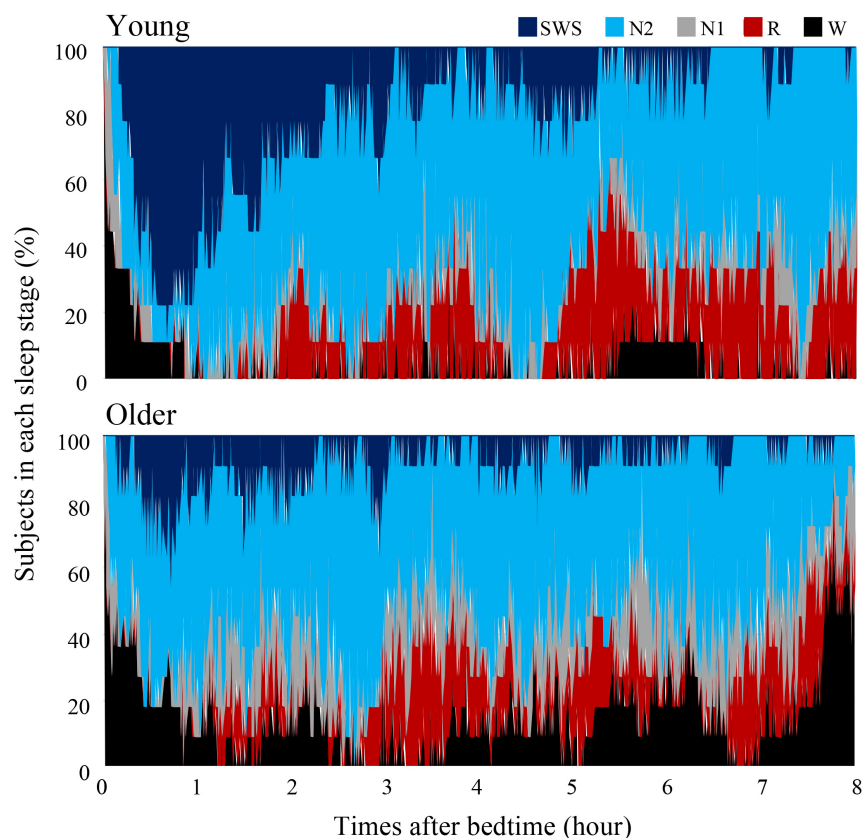 Young
SWS N2 N1 R W
100
80
60
40
20
0
Older
100
80
60
40
20
0
0 1 2 3 4 5 6 7 8
Times after bedtime (hour)
Subjects in each sleep stage (%)